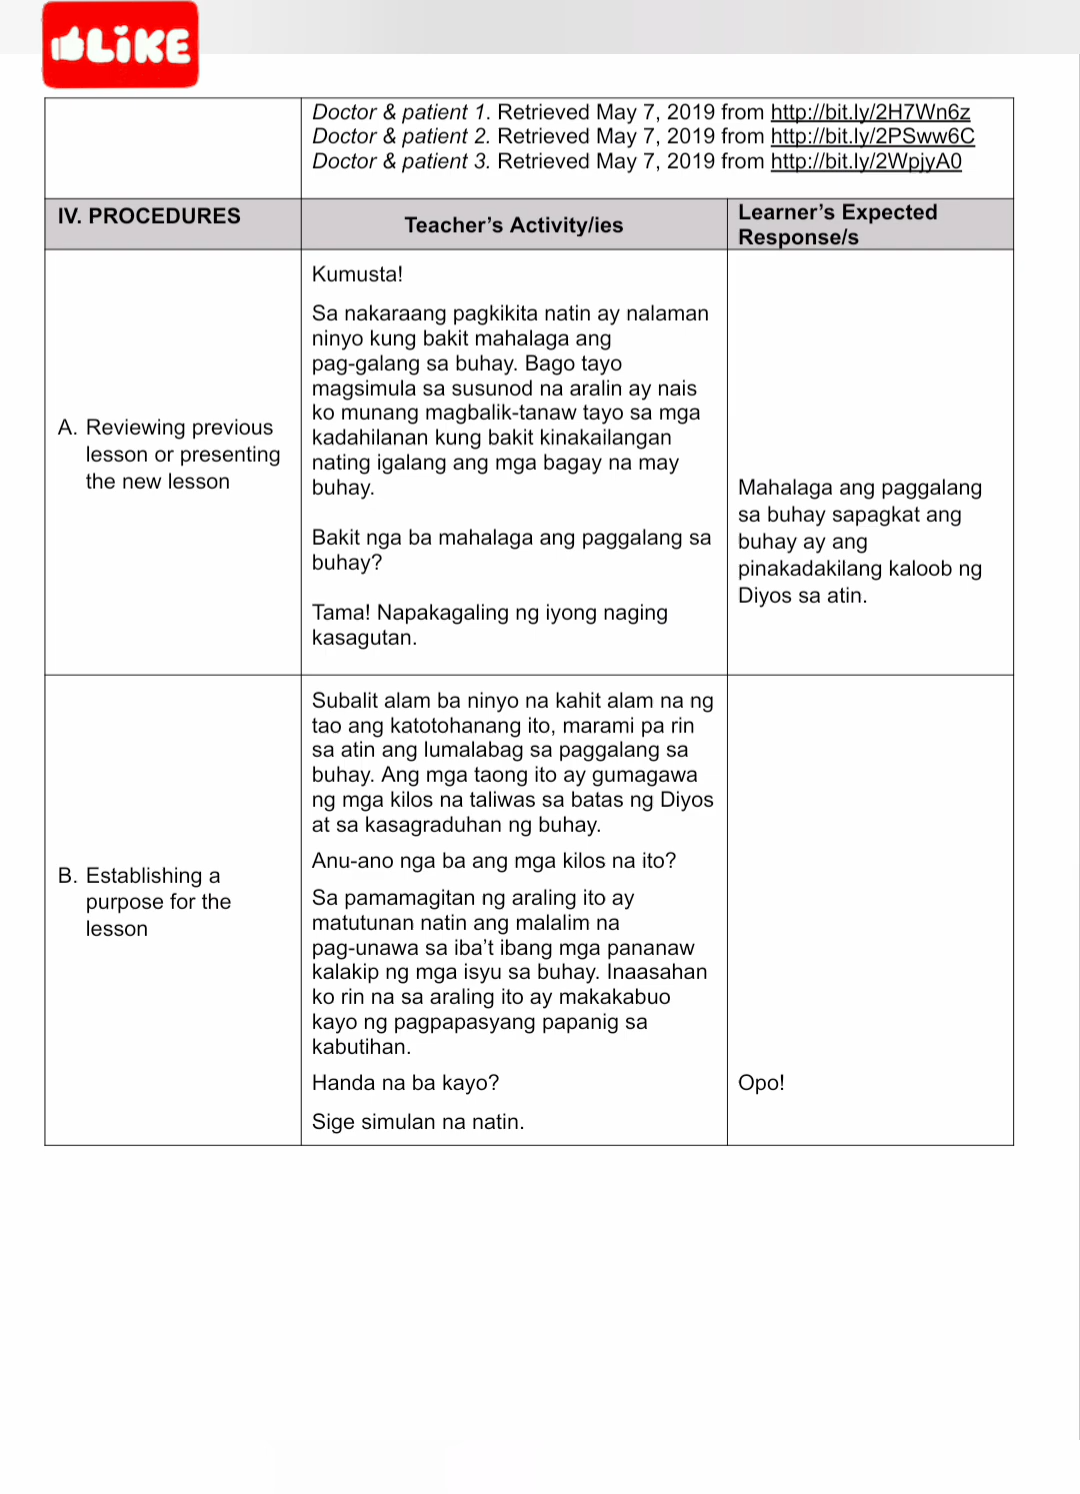 LiKE
Doctor & patient 1. Retrieved May 7, 2019 from http://bit.ly/2H7Wn6z
Doctor & patient 2. Retrieved May 7, 2019 from http://bit.ly/2PSww6C
Doctor & patient 3. Retrieved May 7, 2019 from http://bit.ly/2WpjyA0
IV. PROCEDURES
Teacher’s Activity/ies
Learner’s Expected
Response/s
A. Reviewing previous
lesson or presenting
the new lesson
Kumusta!
Sa nakaraang pagkikita natin ay nalaman
ninyo kung bakit mahalaga ang
pag-galang sa buhay. Bago tayo
magsimula sa susunod na aralin ay nais
ko munang magbalik-tanaw tayo sa mga
kadahilanan kung bakit kinakailangan
nating igalang ang mga bagay na may
buhay.
Bakit nga ba mahalaga ang paggalang sa
buhay?
Tama! Napakagaling ng iyong naging
kasagutan.
Mahalaga ang paggalang
sa buhay sapagkat ang
buhay ay ang
pinakadakilang kaloob ng
Diyos sa atin.
B. Establishing a
purpose for the
lesson
Subalit alam ba ninyo na kahit alam na ng
tao ang katotohanang ito, marami pa rin
sa atin ang lumalabag sa paggalang sa
buhay. Ang mga taong ito ay gumagawa
ng mga kilos na taliwas sa batas ng Diyos
at sa kasagraduhan ng buhay.
Anu-ano nga ba ang mga kilos na ito?
Sa pamamagitan ng araling ito ay
matutunan natin ang malalim na
pag-unawa sa iba’t ibang mga pananaw
kalakip ng mga isyu sa buhay. Inaasahan
ko rin na sa araling ito ay makakabuo
kayo ng pagpapasyang papanig sa
kabutihan.
Handa na ba kayo?
Sige simulan na natin.
Opo!